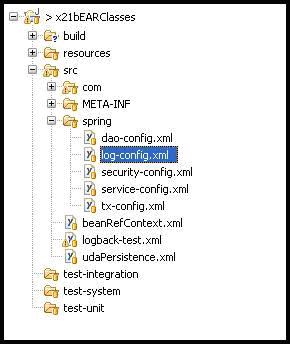 > x21bEARClasses
build
resources
src
com
META-INF
spring
dao-config.xml
log-config.xml
security-config.xml
service-config.xml
tx-config.xml
beanRefContext.xml
logback-test.xml
udaPersistence.xml
test-integration
test-system
test-unit